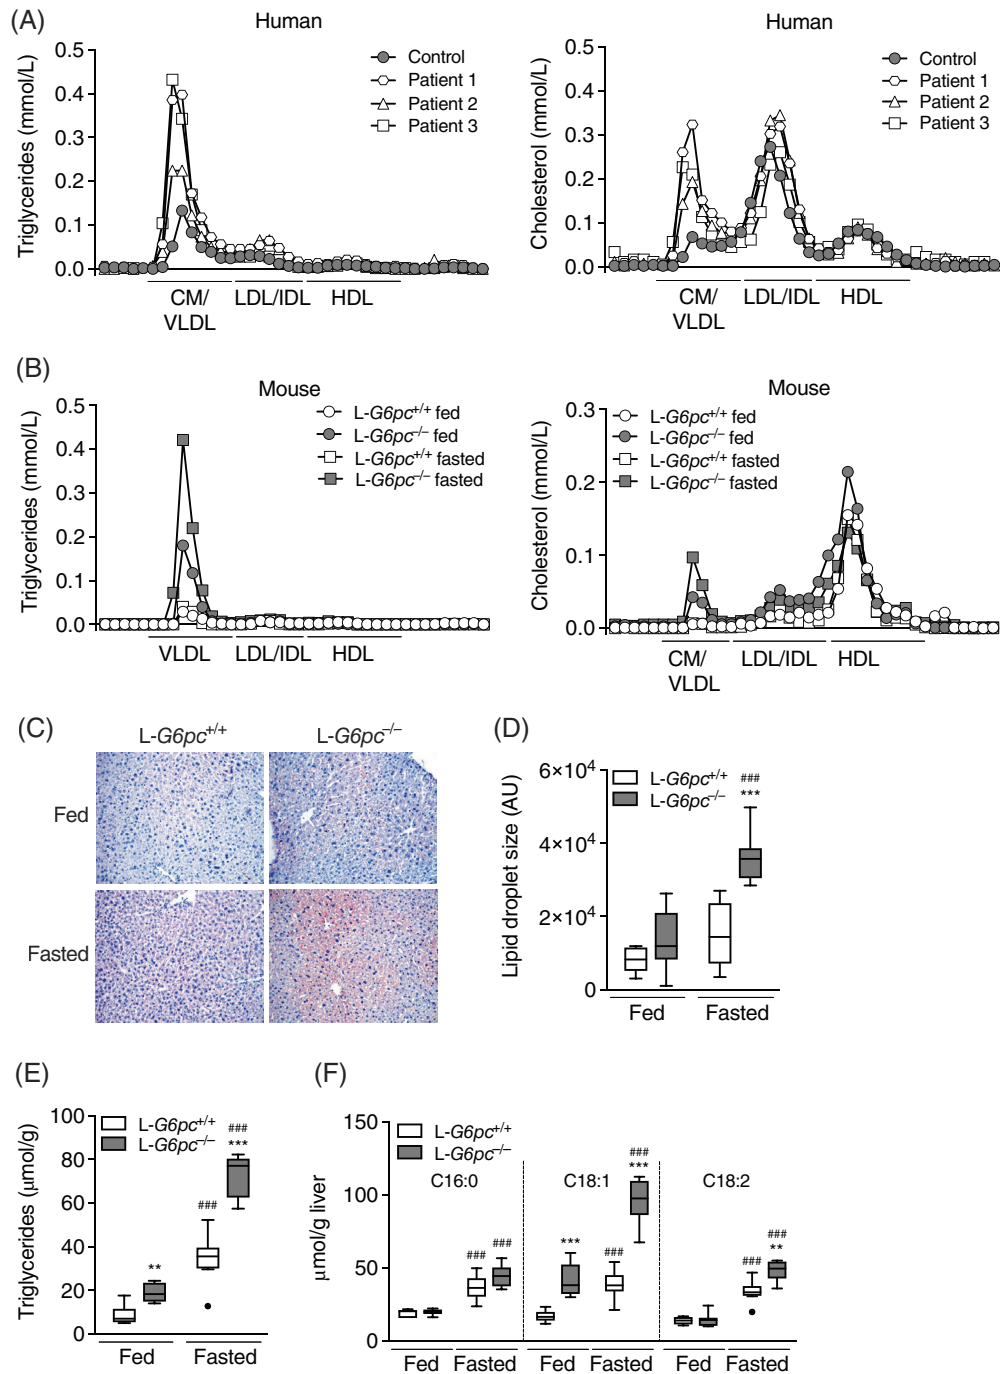 (A)
Human
Triglycerides (mmol/L)
0.5
0.4
0.3
0.2
0.1
0.0
Control
Patient 1
Patient 2
Patient 3
CM/
VLDL
LDL/IDL
HDL
Human
Cholesterol (mmol/L)
0.5
0.4
0.3
0.2
0.1
0.0
Control
Patient 1
Patient 2
Patient 3
CM/
VLDL
LDL/IDL
HDL
(B)
Mouse
Triglycerides (mmol/L)
0.5
0.4
0.3
0.2
0.1
0.0
L-G6pc+/+ fed
L-G6pc–/– fed
L-G6pc+/+ fasted
L-G6pc–/– fasted
VLDL
LDL/IDL
HDL
Mouse
Cholesterol (mmol/L)
0.3
0.2
0.1
0.0
L-G6pc+/+ fed
L-G6pc–/– fed
L-G6pc+/+ fasted
L-G6pc–/– fasted
CM/
VLDL
LDL/IDL
HDL
(C)
L-G6pc+/+
L-G6pc–/–
Fed
Fasted
(D)
Lipid droplet size (AU)
6×10⁴
4×10⁴
2×10⁴
0
L-G6pc+/+
L-G6pc–/–
###
***
Fed
Fasted
(E)
Triglycerides (µmol/g)
100
80
60
40
20
0
L-G6pc+/+
L-G6pc–/–
**
###
###
***
Fed
Fasted
(F)
µmol/g liver
150
100
50
0
L-G6pc+/+
L-G6pc–/–
C16:0
C18:1
C18:2
###
###
***
###
###
***
###
###
**
Fed
Fasted
Fed
Fasted
Fed
Fasted